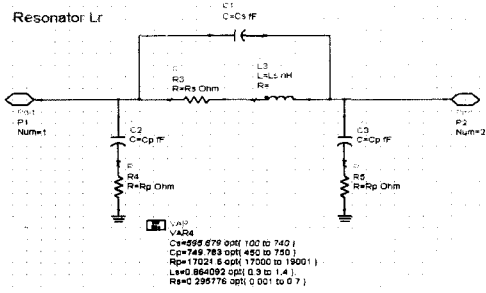 Resonator Lr
C1
C=Cs fF
R3
R=Rs Ohm
L3
L=Ls nH
R=
P1
Num=1
C2
C=Cp fF
C3
C=Cp fF
P2
Num=2
R
R4
R=Rp Ohm
R5
R=Rp Ohm
VAR
VAR4
Cs=595.679 opt{ 100 to 740 }
Cp=749.763 opt{ 450 to 750 }
Rp=17021.6 opt{ 17000 to 19001 }
Ls=0.864092 opt{ 0.3 to 1.4 }
Rs=0.295776 opt{ 0.001 to 0.7 }